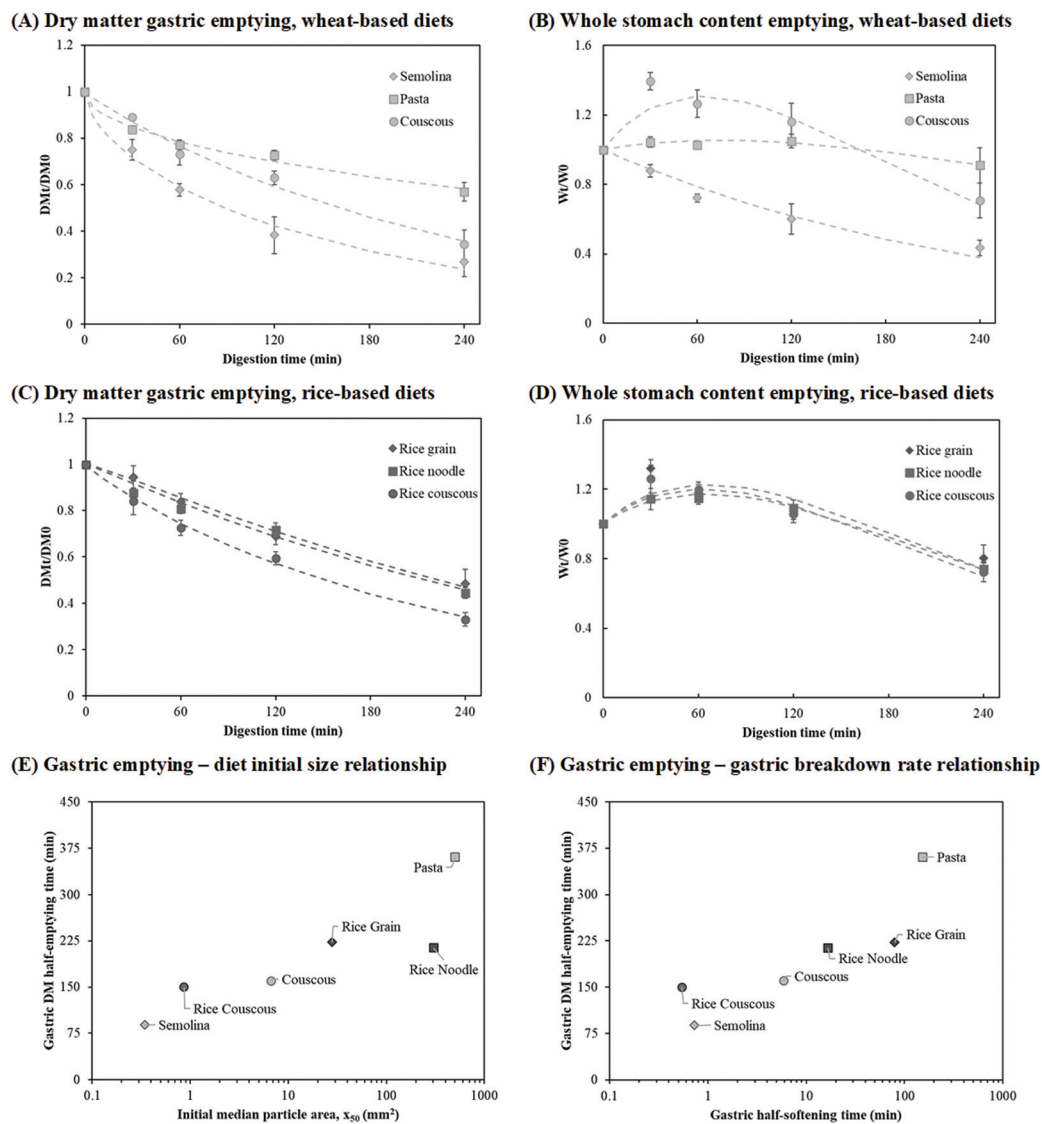 (A) Dry matter gastric emptying, wheat-based diets
1.2
1
0.8
0.6
0.4
0.2
0
DMt/DM0
Semolina
Pasta
Couscous
0
60
120
180
240
Digestion time (min)
(B) Whole stomach content emptying, wheat-based diets
1.6
1.2
0.8
0.4
0
Wt/W0
Semolina
Pasta
Couscous
0
60
120
180
240
Digestion time (min)
(C) Dry matter gastric emptying, rice-based diets
1.2
1
0.8
0.6
0.4
0.2
0
DMt/DM0
Rice grain
Rice noodle
Rice couscous
0
60
120
180
240
Digestion time (min)
(D) Whole stomach content emptying, rice-based diets
1.6
1.2
0.8
0.4
0
Wt/W0
Rice grain
Rice noodle
Rice couscous
0
60
120
180
240
Digestion time (min)
(E) Gastric emptying – diet initial size relationship
450
375
300
225
150
75
0
Gastric DM half-emptying time (min)
Pasta
Rice Grain
Rice Noodle
Couscous
Rice Couscous
Semolina
0.1
1
10
100
1000
Initial median particle area, x50 (mm²)
(F) Gastric emptying – gastric breakdown rate relationship
450
375
300
225
150
75
0
Gastric DM half-emptying time (min)
Pasta
Rice Grain
Rice Noodle
Couscous
Rice Couscous
Semolina
0.1
1
10
100
1000
Gastric half-softening time (min)